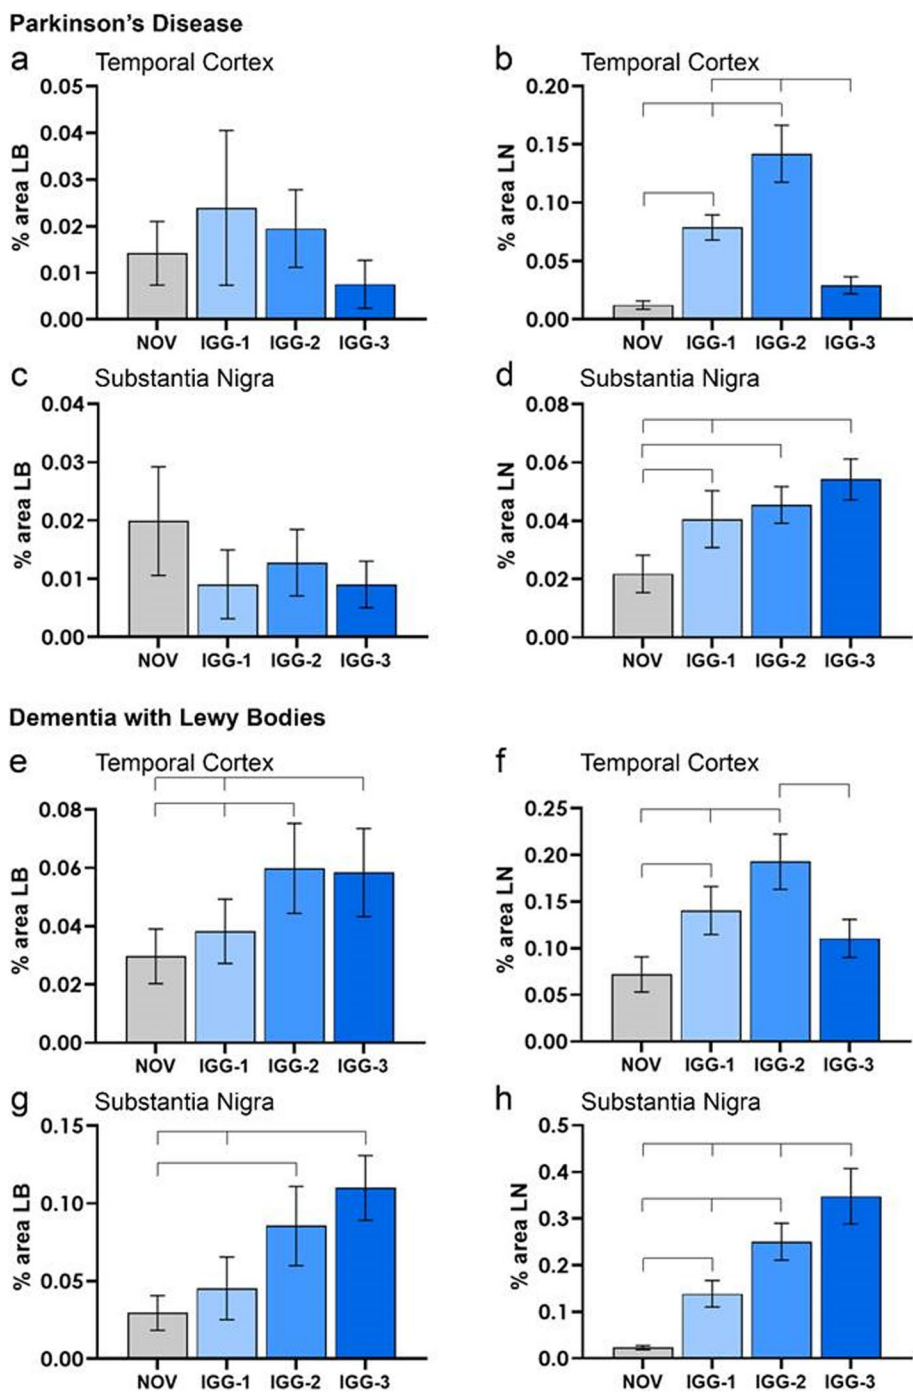 Parkinson’s Disease
a Temporal Cortex
% area LB
0.05
0.04
0.03
0.02
0.01
0.00
NOV IGG-1 IGG-2 IGG-3
b Temporal Cortex
% area LN
0.20
0.15
0.10
0.05
0.00
NOV IGG-1 IGG-2 IGG-3
c Substantia Nigra
% area LB
0.04
0.03
0.02
0.01
0.00
NOV IGG-1 IGG-2 IGG-3
d Substantia Nigra
% area LN
0.08
0.06
0.04
0.02
0.00
NOV IGG-1 IGG-2 IGG-3
Dementia with Lewy Bodies
e Temporal Cortex
% area LB
0.08
0.06
0.04
0.02
0.00
NOV IGG-1 IGG-2 IGG-3
f Temporal Cortex
% area LN
0.25
0.20
0.15
0.10
0.05
0.00
NOV IGG-1 IGG-2 IGG-3
g Substantia Nigra
% area LB
0.15
0.10
0.05
0.00
NOV IGG-1 IGG-2 IGG-3
h Substantia Nigra
% area LN
0.5
0.4
0.3
0.2
0.1
0.0
NOV IGG-1 IGG-2 IGG-3